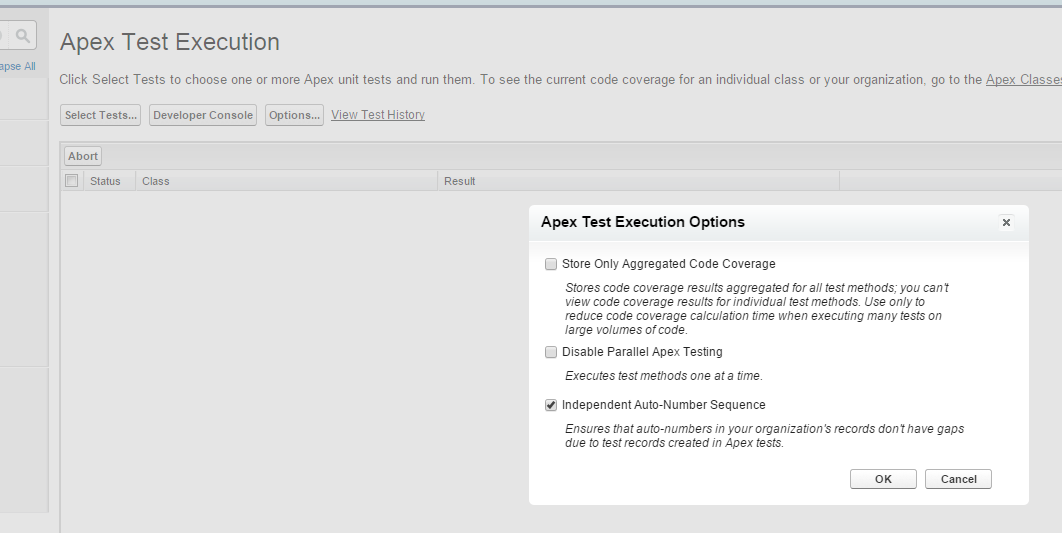 apse All
Apex Test Execution
Click Select Tests to choose one or more Apex unit tests and run them. To see the current code coverage for an individual class or your organization, go to the Apex Classes
Select Tests... Developer Console Options... View Test History
Abort
Status Class Result
Apex Test Execution Options
Store Only Aggregated Code Coverage
Stores code coverage results aggregated for all test methods; you can't
view code coverage results for individual test methods. Use only to
reduce code coverage calculation time when executing many tests on
large volumes of code.
Disable Parallel Apex Testing
Executes test methods one at a time.
Independent Auto-Number Sequence
Ensures that auto-numbers in your organization's records don't have gaps
due to test records created in Apex tests.
OK Cancel